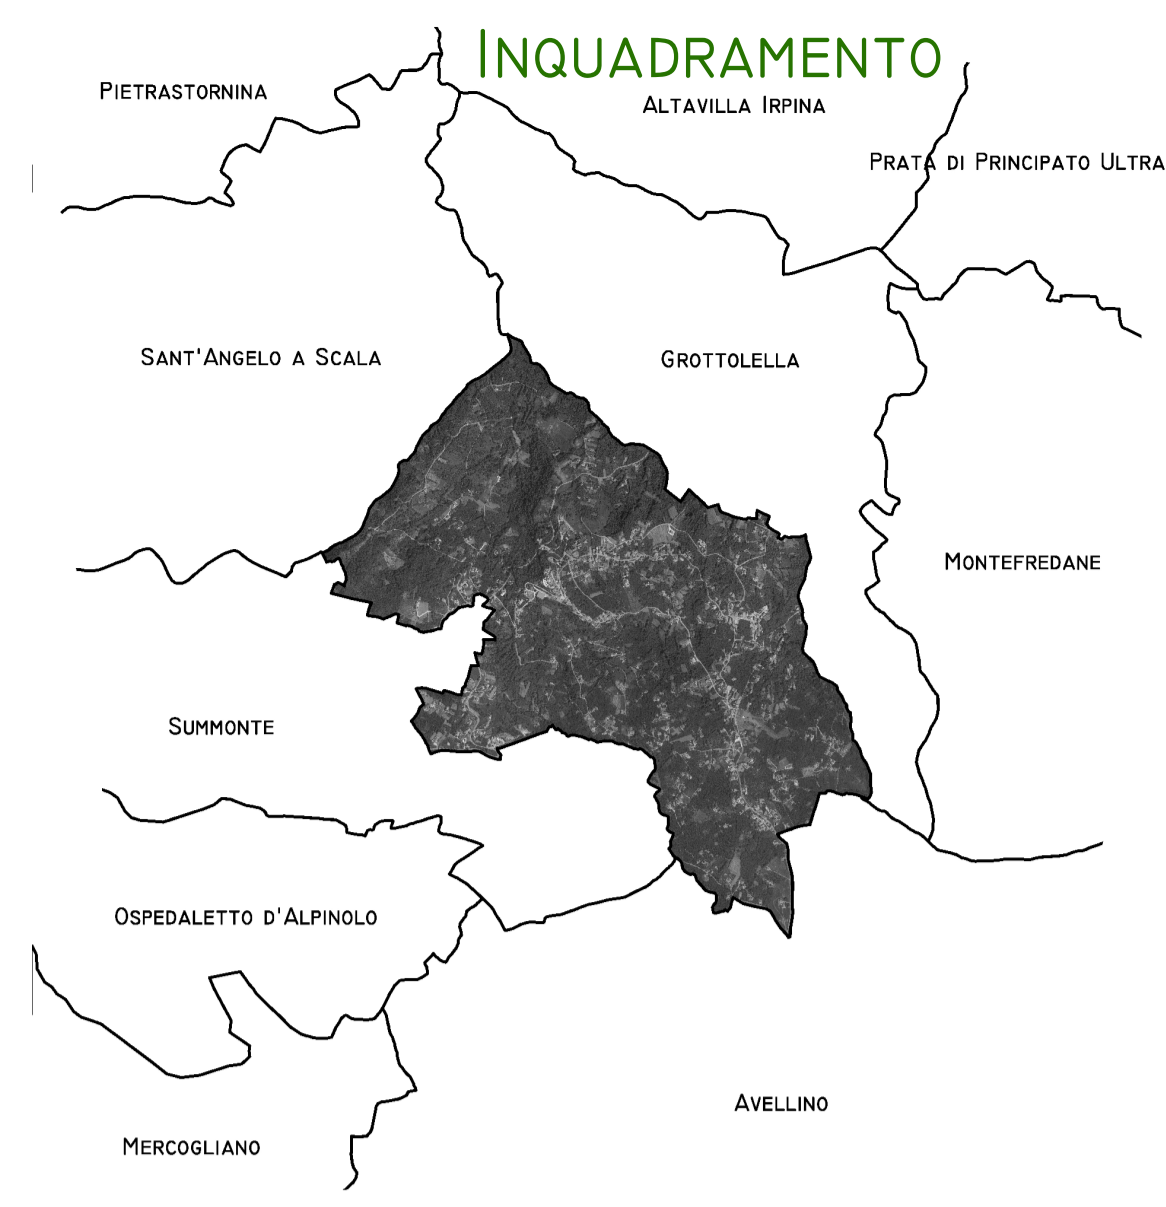 INQUADRAMENTO
PIETRASTORNINA
ALTAVILLA IRPINA
PRATA DI PRINCIPATO ULTRA
SANT'ANGELO A SCALA
GROTTOLELLA
MONTEFREDANE
SUMMONTE
OSPEDALETTO D'ALPINOLO
AVELLINO
MERCOGLIANO